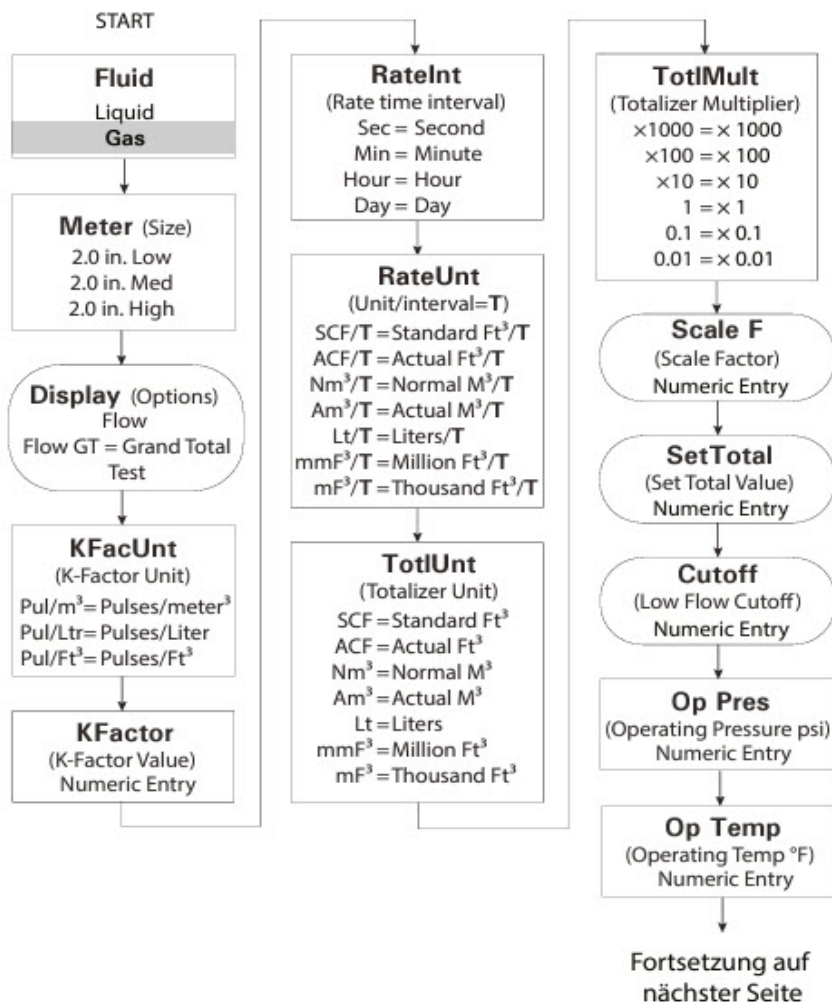 START
Fluid
Liquid
Gas
Meter (Size)
2.0 in. Low
2.0 in. Med
2.0 in. High
Display (Options)
Flow
Flow GT = Grand Total
Test
KFacUnt
(K-Factor Unit)
Pul/m³ = Pulses/meter³
Pul/Ltr = Pulses/Liter
Pul/Ft³ = Pulses/Ft³
KFactor
(K-Factor Value)
Numeric Entry
RateInt
(Rate time interval)
Sec = Second
Min = Minute
Hour = Hour
Day = Day
RateUnt
(Unit/interval=T)
SCF/T = Standard Ft³/T
ACF/T = Actual Ft³/T
Nm³/T = Normal M³/T
Am³/T = Actual M³/T
Lt/T = Liters/T
mmF³/T = Million Ft³/T
mF³/T = Thousand Ft³/T
TotlUnt
(Totalizer Unit)
SCF = Standard Ft³
ACF = Actual Ft³
Nm³ = Normal M³
Am³ = Actual M³
Lt = Liters
mmF³ = Million Ft³
mF³ = Thousand Ft³
TotlMult
(Totalizer Multiplier)
×1000 = × 1000
×100 = × 100
×10 = × 10
1 = × 1
0.1 = × 0.1
0.01 = × 0.01
Scale F
(Scale Factor)
Numeric Entry
SetTotal
(Set Total Value)
Numeric Entry
Cutoff
(Low Flow Cutoff)
Numeric Entry
Op Pres
(Operating Pressure psi)
Numeric Entry
Op Temp
(Operating Temp °F)
Numeric Entry
Fortsetzung auf
nächster Seite